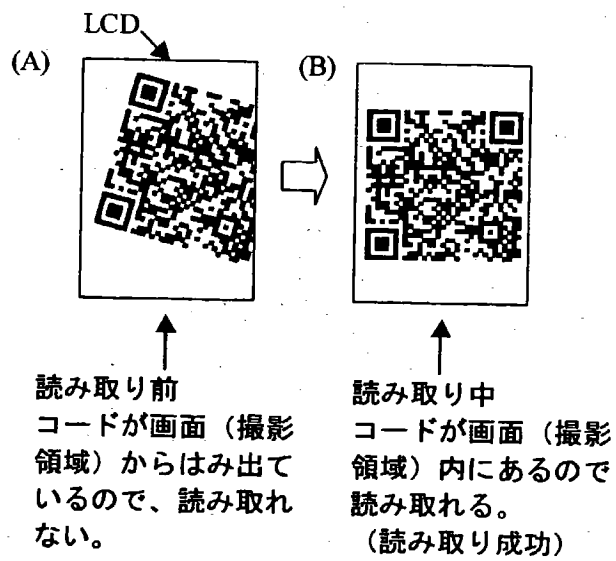 LCD
(A)
(B)
読み取り前
コードが画面（撮影
領域）からはみ出て
いるので、読み取れ
ない。
読み取り中
コードが画面（撮影
領域）内にあるので
読み取れる。
（読み取り成功）